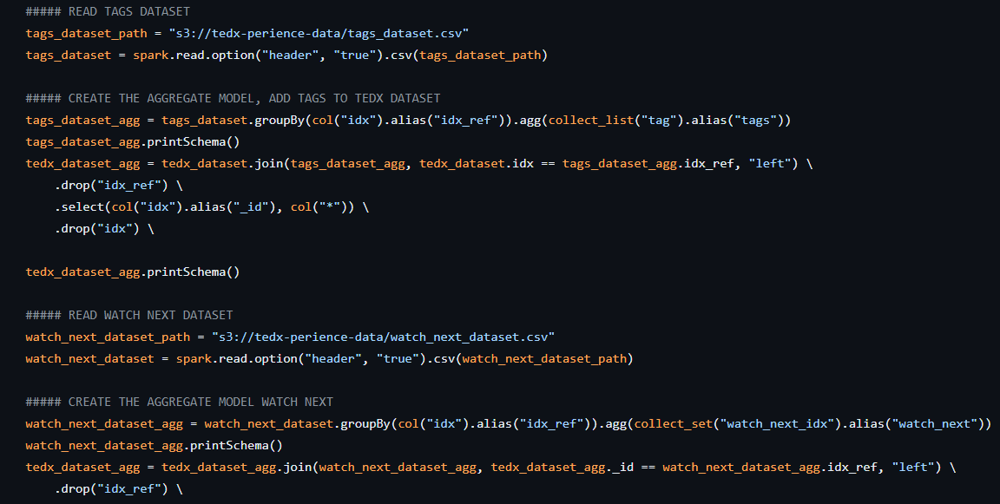 ##### READ TAGS DATASET
tags_dataset_path = "s3://tedx-perience-data/tags_dataset.csv"
tags_dataset = spark.read.option("header", "true").csv(tags_dataset_path)
##### CREATE THE AGGREGATE MODEL, ADD TAGS TO TEDX DATASET
tags_dataset_agg = tags_dataset.groupBy(col("idx").alias("idx_ref")).agg(collect_list("tag").alias("tags"))
tags_dataset_agg.printSchema()
tedx_dataset_agg = tedx_dataset.join(tags_dataset_agg, tedx_dataset.idx == tags_dataset_agg.idx_ref, "left") \
    .drop("idx_ref") \
    .select(col("idx").alias("_id"), col("*")) \
    .drop("idx") \
tedx_dataset_agg.printSchema()
##### READ WATCH NEXT DATASET
watch_next_dataset_path = "s3://tedx-perience-data/watch_next_dataset.csv"
watch_next_dataset = spark.read.option("header", "true").csv(watch_next_dataset_path)
##### CREATE THE AGGREGATE MODEL WATCH NEXT
watch_next_dataset_agg = watch_next_dataset.groupBy(col("idx").alias("idx_ref")).agg(collect_set("watch_next_idx").alias("watch_next"))
watch_next_dataset_agg.printSchema()
tedx_dataset_agg = tedx_dataset_agg.join(watch_next_dataset_agg, tedx_dataset_agg._id == watch_next_dataset_agg.idx_ref, "left") \
    .drop("idx_ref") \